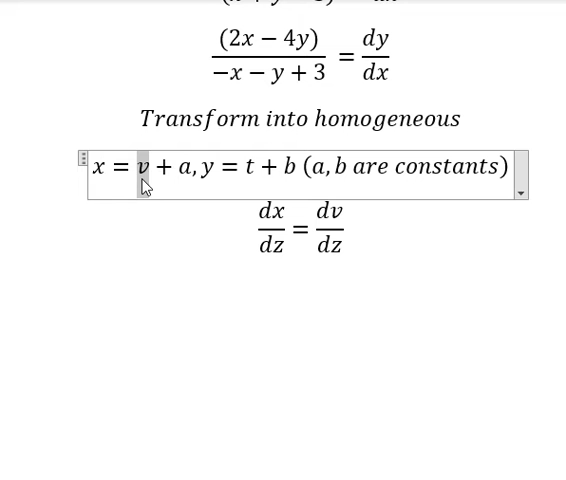 (2x − 4y) / −x − y + 3 = dy / dx
Transform into homogeneous
x = v + a, y = t + b (a, b are constants)
dx / dz = dv / dz